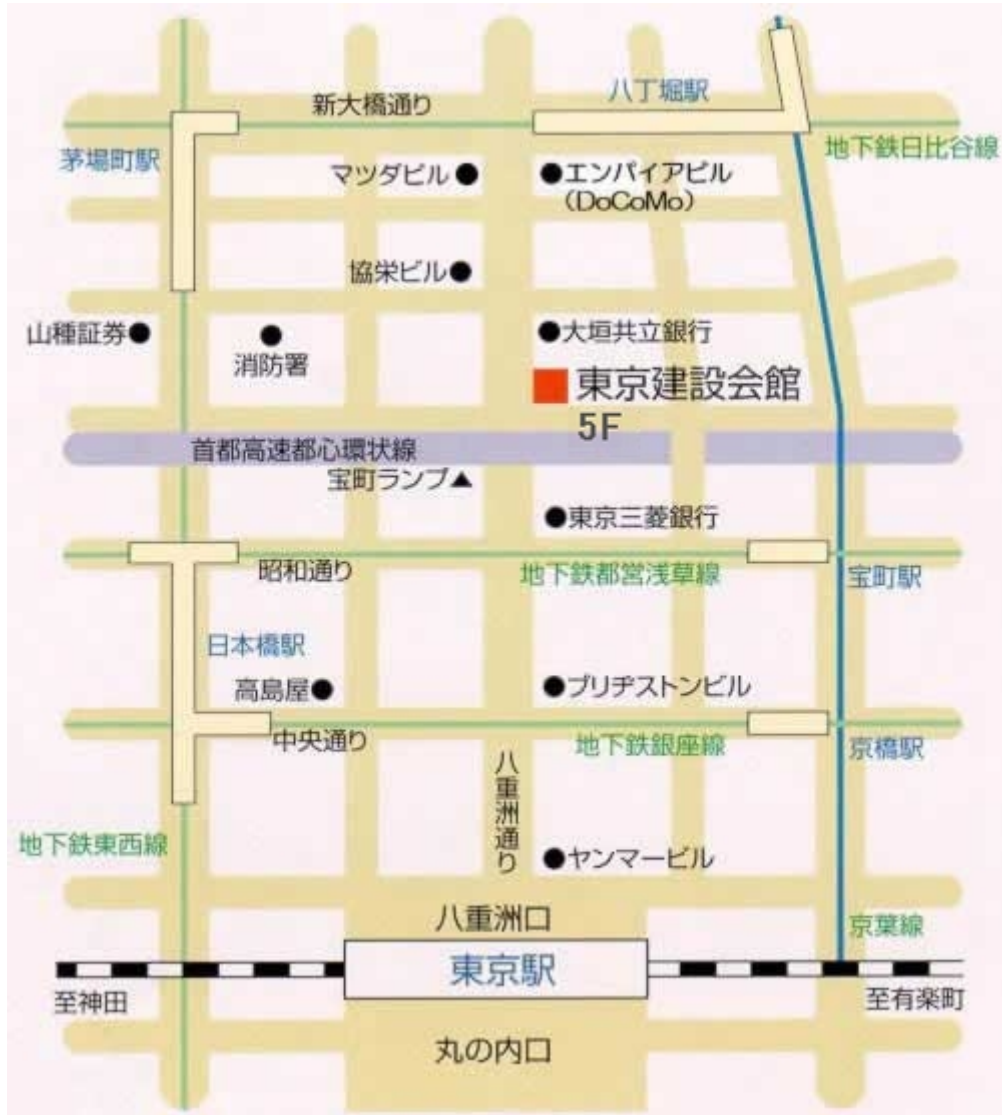 八丁堀駅
新大橋通り
茅場町駅
地下鉄日比谷線
マツダビル
エンパイアビル
(DoCoMo)
協栄ビル
山種証券
消防署
大垣共立銀行
東京建設会館
5F
首都高速都心環状線
宝町ランプ
東京三菱銀行
昭和通り
地下鉄都営浅草線
宝町駅
日本橋駅
高島屋
ブリヂストンビル
中央通り
地下鉄銀座線
京橋駅
八重洲通り
地下鉄東西線
ヤンマービル
八重洲口
京葉線
東京駅
至神田
至有楽町
丸の内口